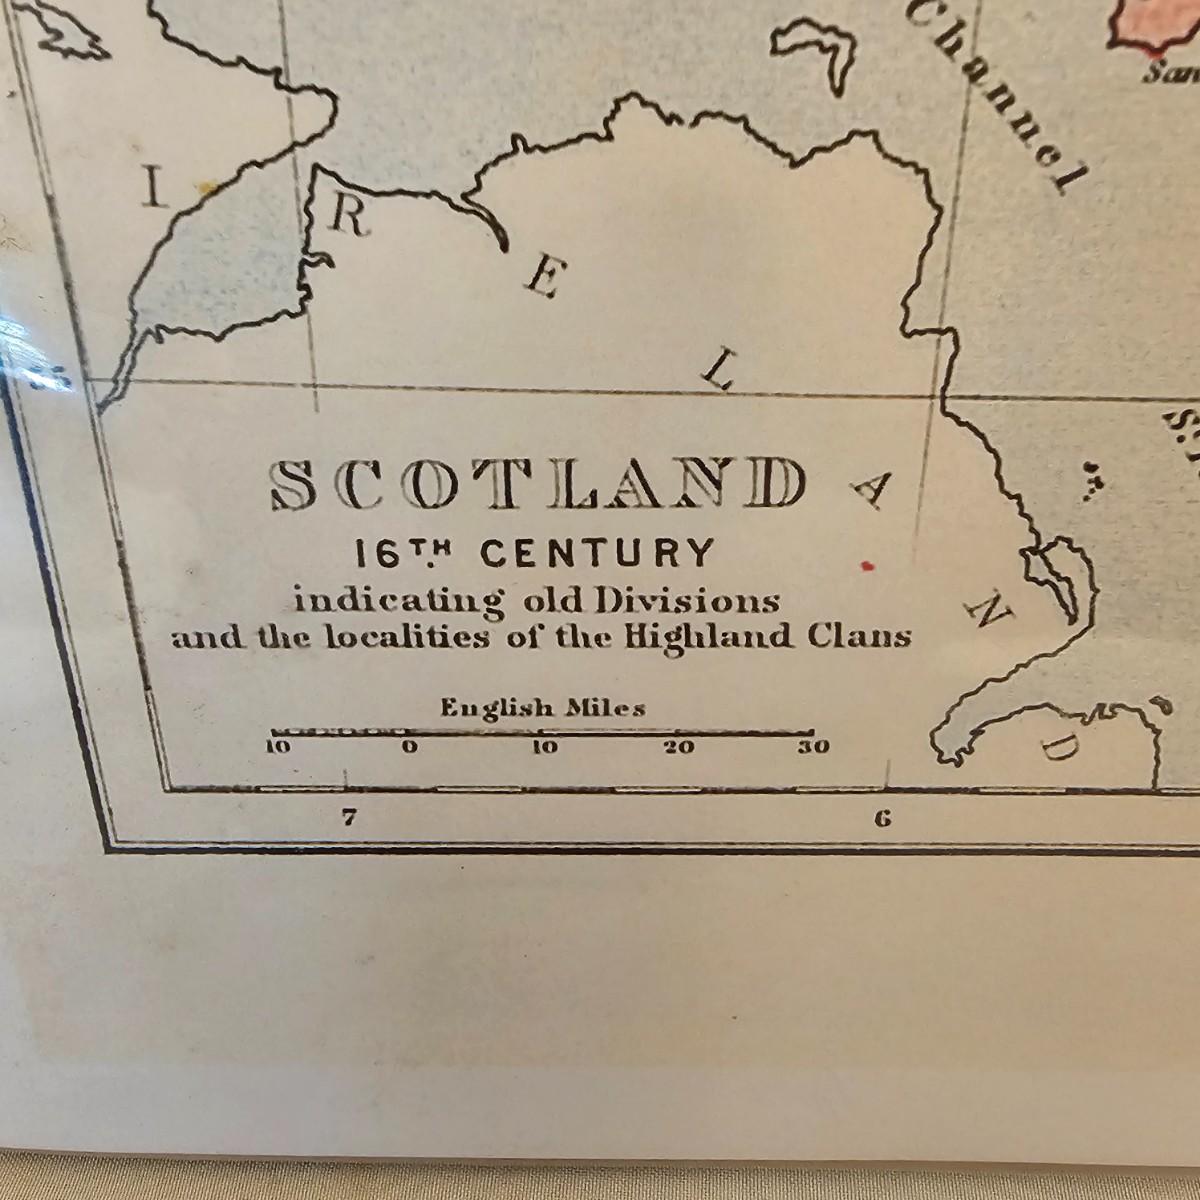 Channel
San
I R E L A N D
SCOTLAND
16TH. CENTURY
indicating old Divisions
and the localities of the Highland Clans
English Miles
10 0 10 20 30
7 6